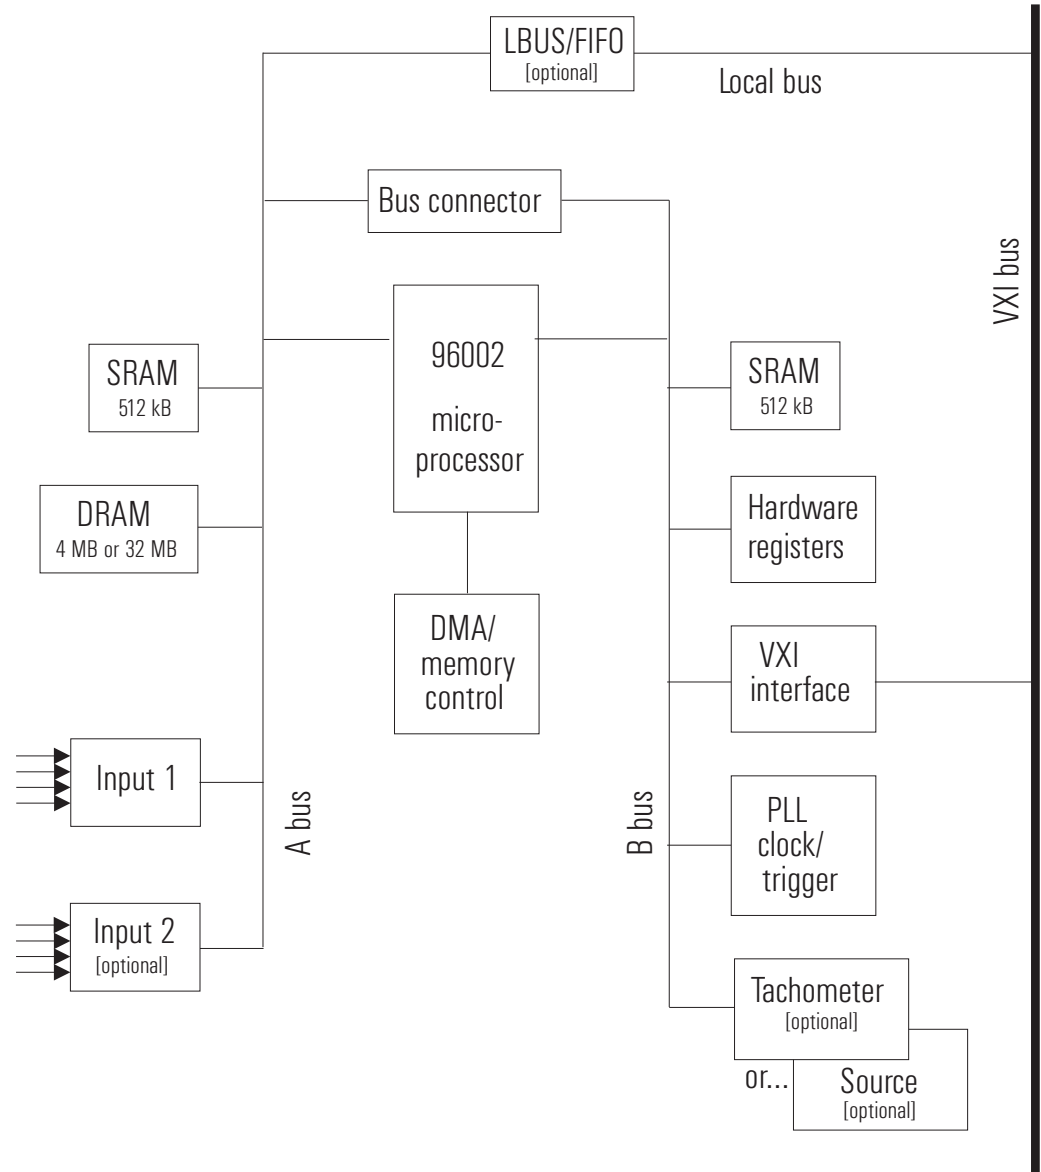 LBUS/FIFO
[optional]
Local bus
Bus connector
VXI bus
96002
micro-
processor
SRAM
512 kB
SRAM
512 kB
DRAM
4 MB or 32 MB
Hardware
registers
DMA/
memory
control
VXI
interface
Input 1
A bus
B bus
PLL
clock/
trigger
Input 2
[optional]
Tachometer
[optional]
or...
Source
[optional]